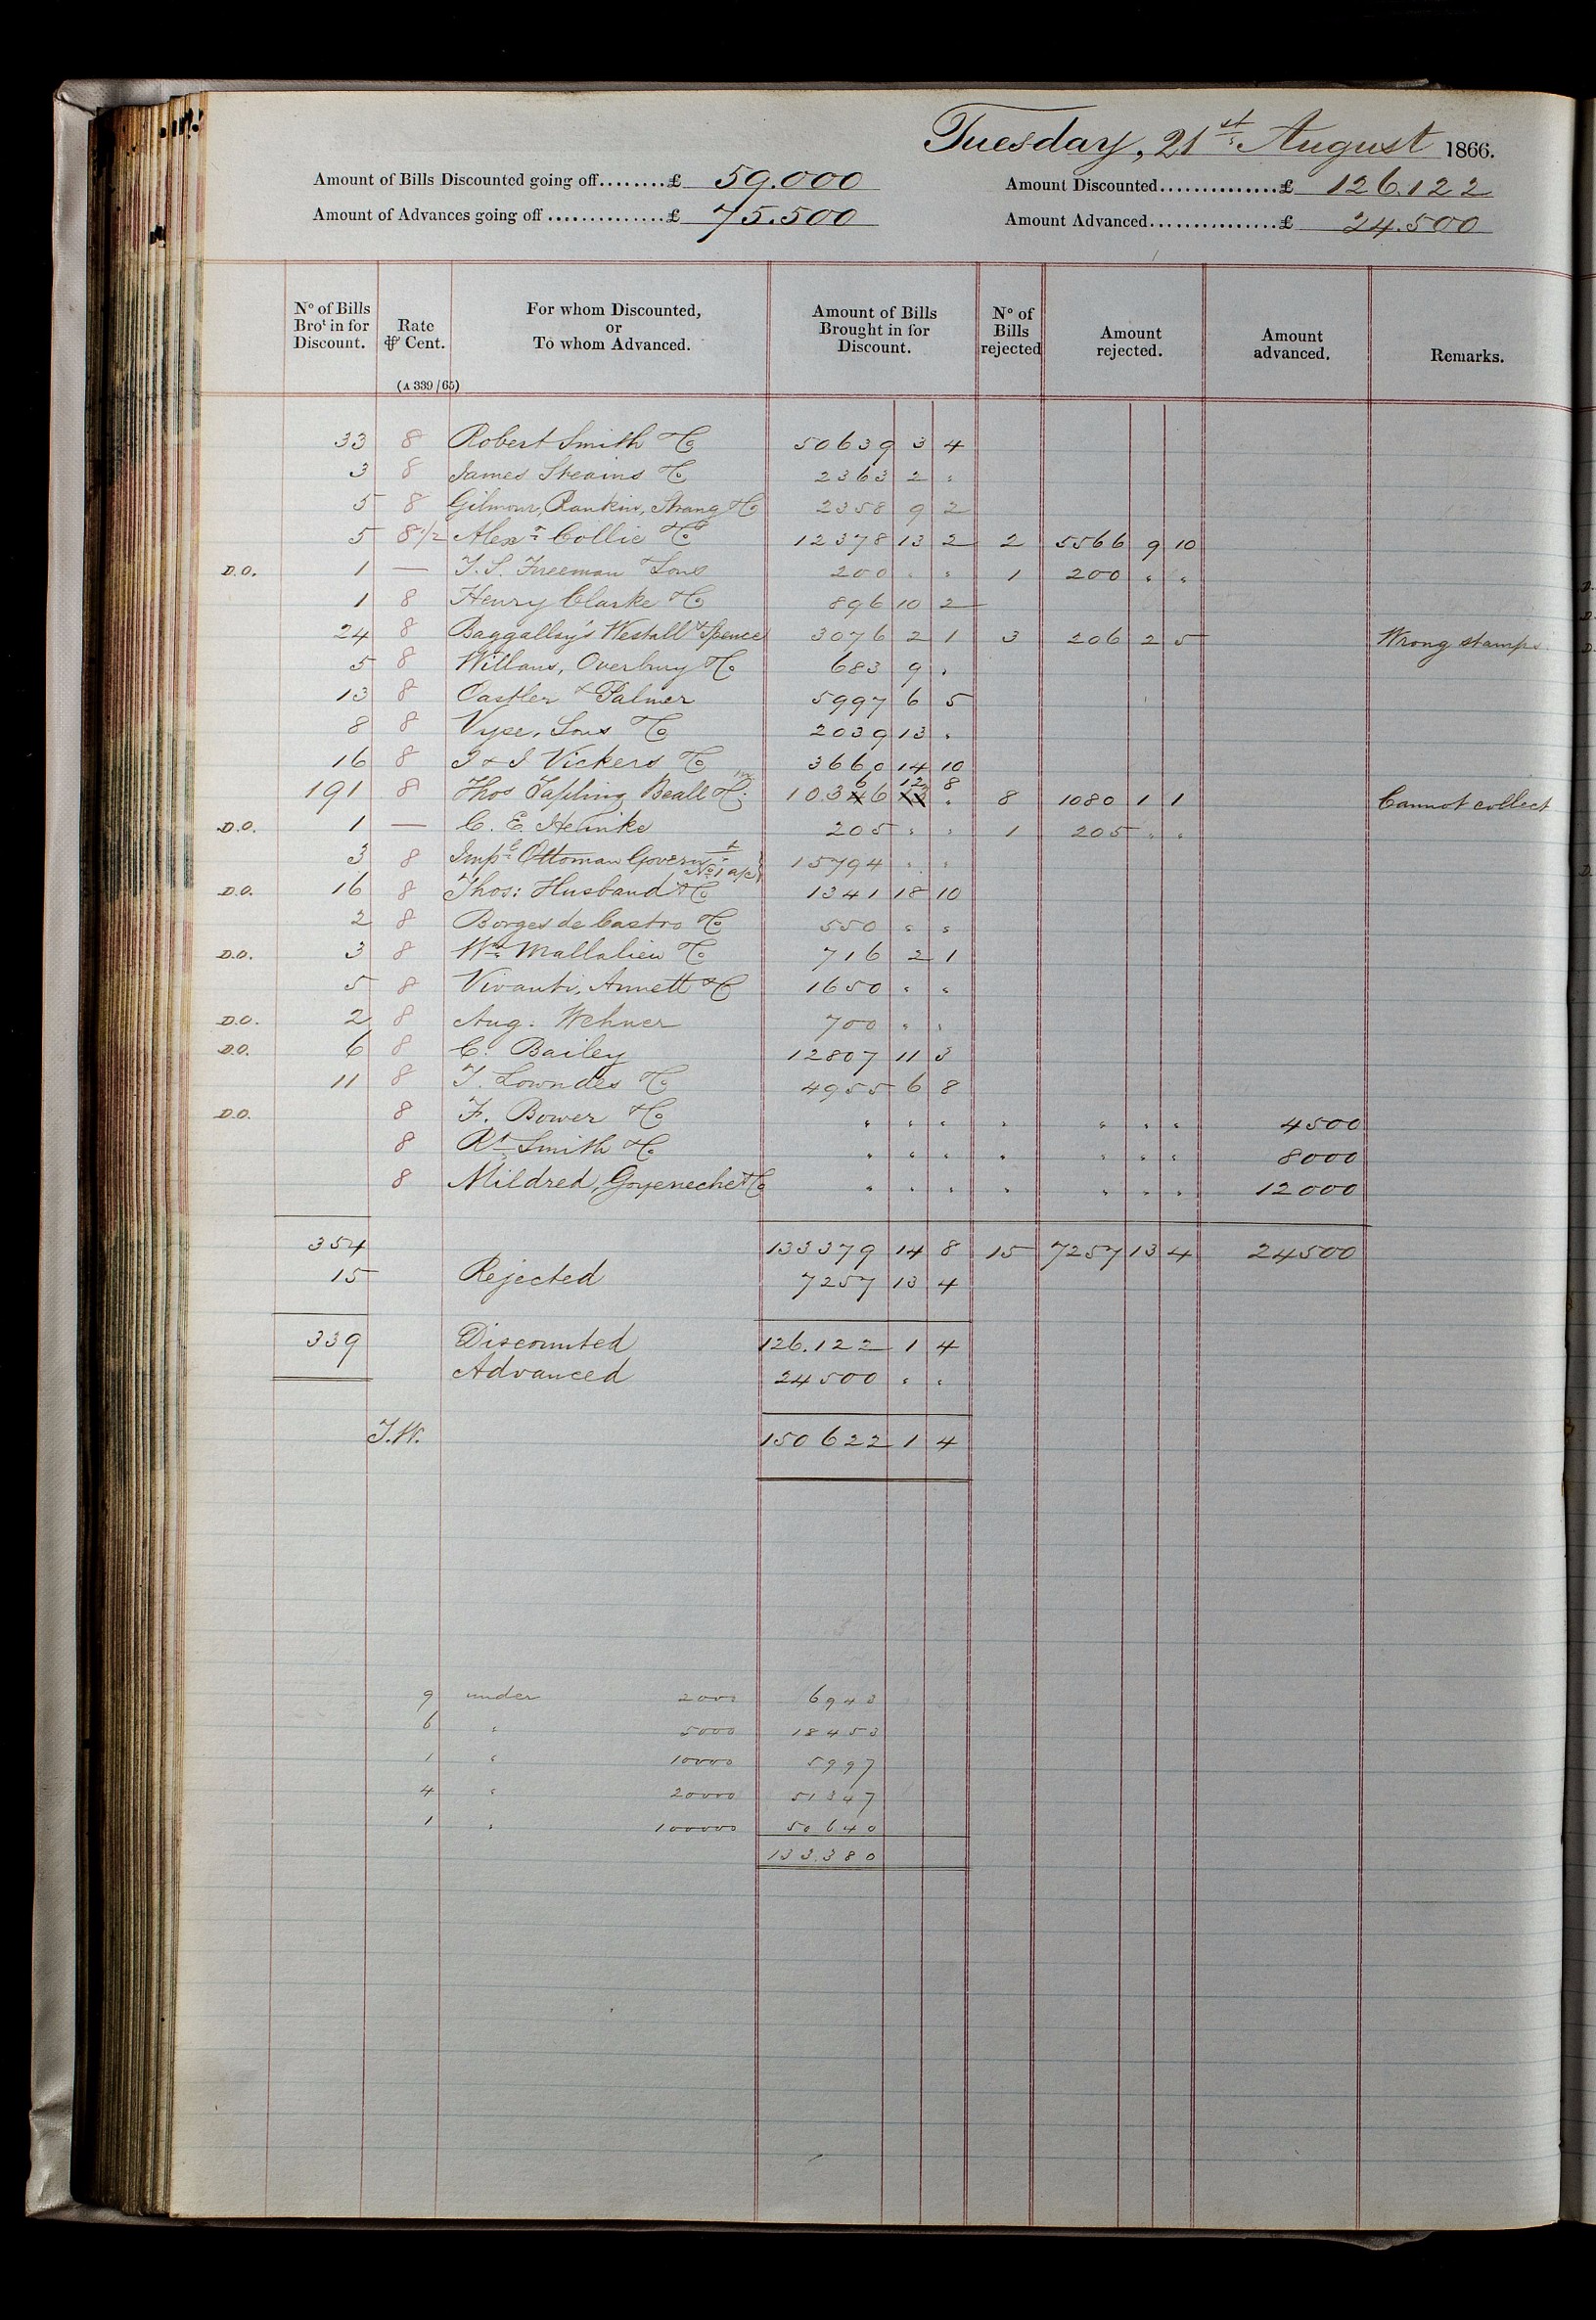 Tuesday, 21st August 1866.
Amount of Bills Discounted going off........£ 59.000 Amount Discounted...............£ 126.122
Amount of Advances going off..............£ 75.500 Amount Advanced................£ 24.500
No of Bills Brot in for Discount. Rate ⅌ Cent. (A 339/65) For whom Discounted, or To whom Advanced. Amount of Bills Brought in for Discount. No of Bills rejected Amount rejected. Amount advanced. Remarks.
33 8 Robert Smith & Co 50639 3 4
3 8 James Steains & Co 2363 2 "
5 8 Gilmour, Rankin, Strang & Co 2358 9 2
5 8 1/2 Alexr Collie & Co 12378 13 2 2 5566 9 10
D.O. 1 — T.S. Freeman & Sons 200 " " 1 200 " "
1 8 Henry Clarke & Co 896 10 2
24 8 Baggallay's Westall & Spence 3076 2 1 3 206 2 5 Wrong stamps
5 8 Willans, Overbury & Co 683 9 "
13 8 Castler & Palmer 5997 6 5
8 8 Vyse, Sons & Co 2039 13 "
16 8 I & I Vickers & Co 3660 14 10
191 8 Thos Tapling Beall & Co 10366 12 8 8 1080 1 1 Cannot collect
D.O. 1 — C. E. Heinke 205 " " 1 205 " "
3 8 Impl Ottoman Governt No 1 a/c 15794 " "
D.O. 16 8 Thos: Husband & Co 1341 18 10
2 8 Borges de Castro & Co 550 " "
D.O. 3 8 Wm Mallalieu & Co 716 2 1
5 8 Vivanti, Annett & Co 1650 " "
D.O. 2 8 Aug. Wehner 700 " "
D.O. 6 8 C. Bailey 12807 11 3
11 8 T. Lowndes & Co 4955 6 8
D.O. 8 F. Bower & Co " " " " " " " 4500
8 Rt Smith & Co " " " " " " " 8000
8 Mildred, Goyeneche & Co " " " " " " " 12000
354 133379 14 8 15 7257 13 4 24500
15 Rejected 7257 13 4
339 Discounted 126.122 1 4
Advanced 24500 " "
T.W. 150622 1 4
9 under 2000 6943
6 " 5000 18453
1 " 10000 5997
4 " 20000 51347
1 " 100000 50640
133.380